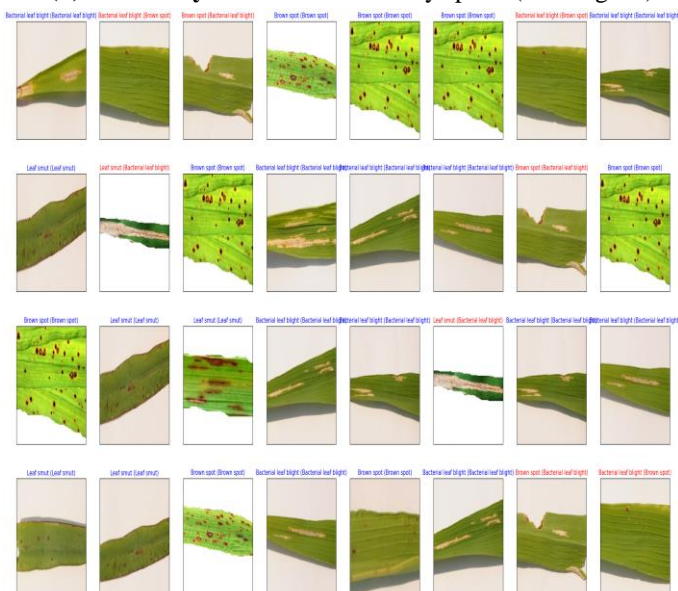 Bacterial leaf blight (Bacterial leaf blight) Bacterial leaf blight (Brown spot) Brown spot (Bacterial leaf blight) Brown spot (Brown spot) Brown spot (Brown spot) Brown spot (Brown spot) Bacterial leaf blight (Brown spot) Bacterial leaf blight (Bacterial leaf blight)
Leaf smut (Leaf smut) Leaf smut (Bacterial leaf blight) Brown spot (Brown spot) Bacterial leaf blight (Bacterial leaf blight) Bacterial leaf blight (Bacterial leaf blight) Bacterial leaf blight (Bacterial leaf blight) Brown spot (Bacterial leaf blight) Brown spot (Brown spot)
Brown spot (Brown spot) Leaf smut (Leaf smut) Leaf smut (Leaf smut) Bacterial leaf blight (Bacterial leaf blight) Bacterial leaf blight (Bacterial leaf blight) Leaf smut (Bacterial leaf blight) Bacterial leaf blight (Bacterial leaf blight) Bacterial leaf blight (Bacterial leaf blight)
Leaf smut (Leaf smut) Leaf smut (Leaf smut) Brown spot (Brown spot) Bacterial leaf blight (Bacterial leaf blight) Brown spot (Brown spot) Bacterial leaf blight (Bacterial leaf blight) Brown spot (Bacterial leaf blight) Bacterial leaf blight (Brown spot)